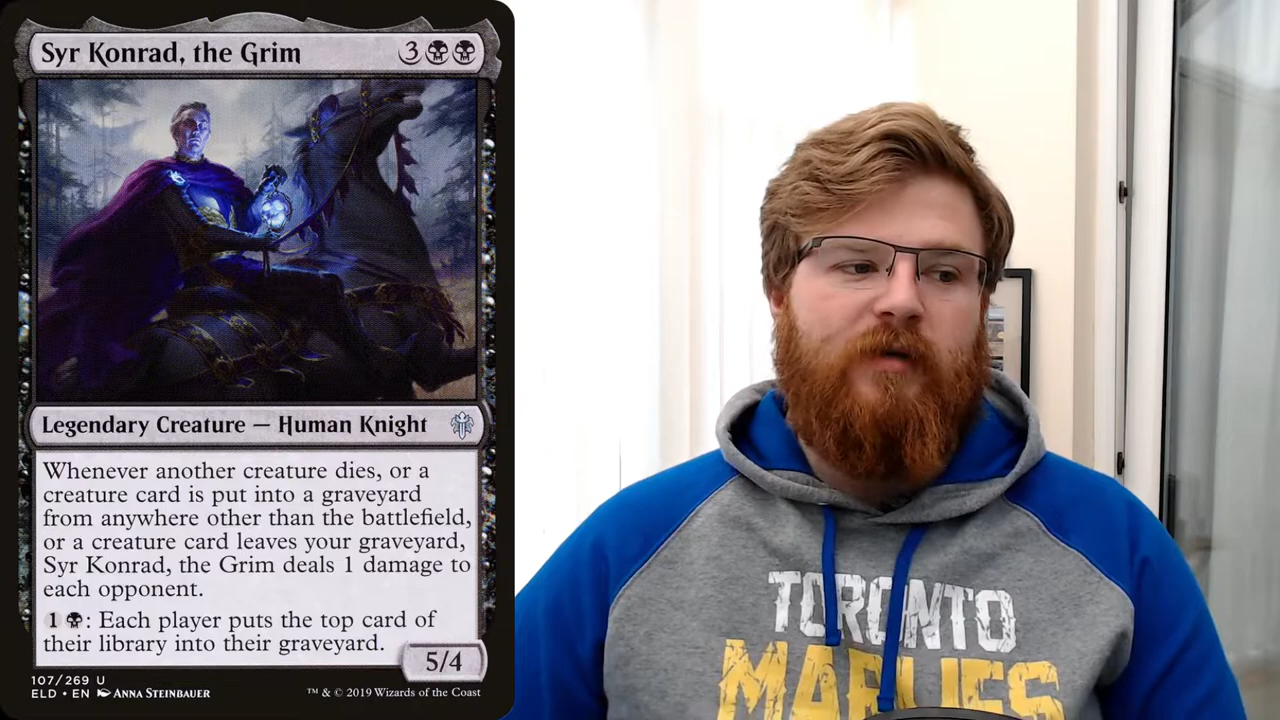 Syr Konrad, the Grim 3
Legendary Creature — Human Knight
Whenever another creature dies, or a
creature card is put into a graveyard
from anywhere other than the battlefield,
or a creature card leaves your graveyard,
Syr Konrad, the Grim deals 1 damage to
each opponent.
1 : Each player puts the top card of
their library into their graveyard.
5/4
107/269 U
ELD • EN Anna Steinbauer
™ & © 2019 Wizards of the Coast
TORONTO
MARLIES